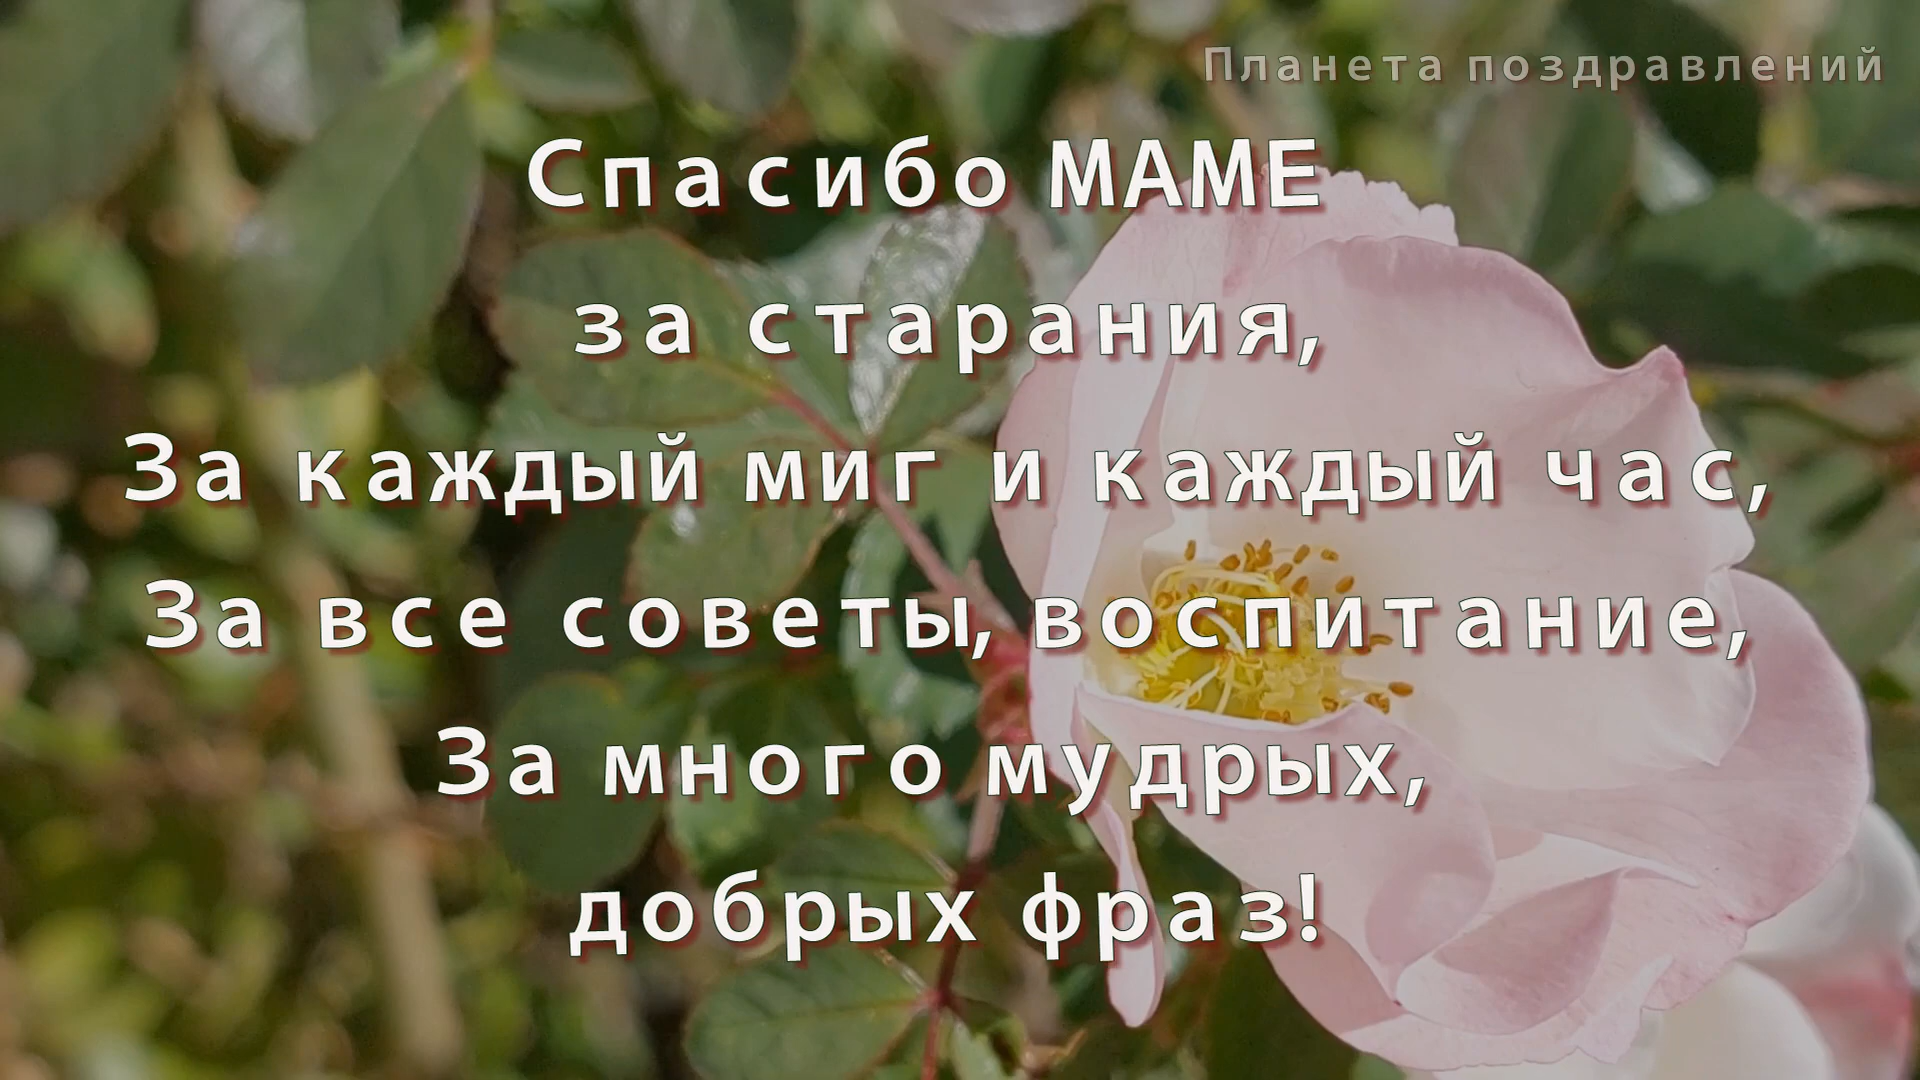 Планета поздравлений
Спасибо МАМЕ
за старания,
За каждый миг и каждый час,
За все советы, воспитание,
За много мудрых,
добрых фраз!